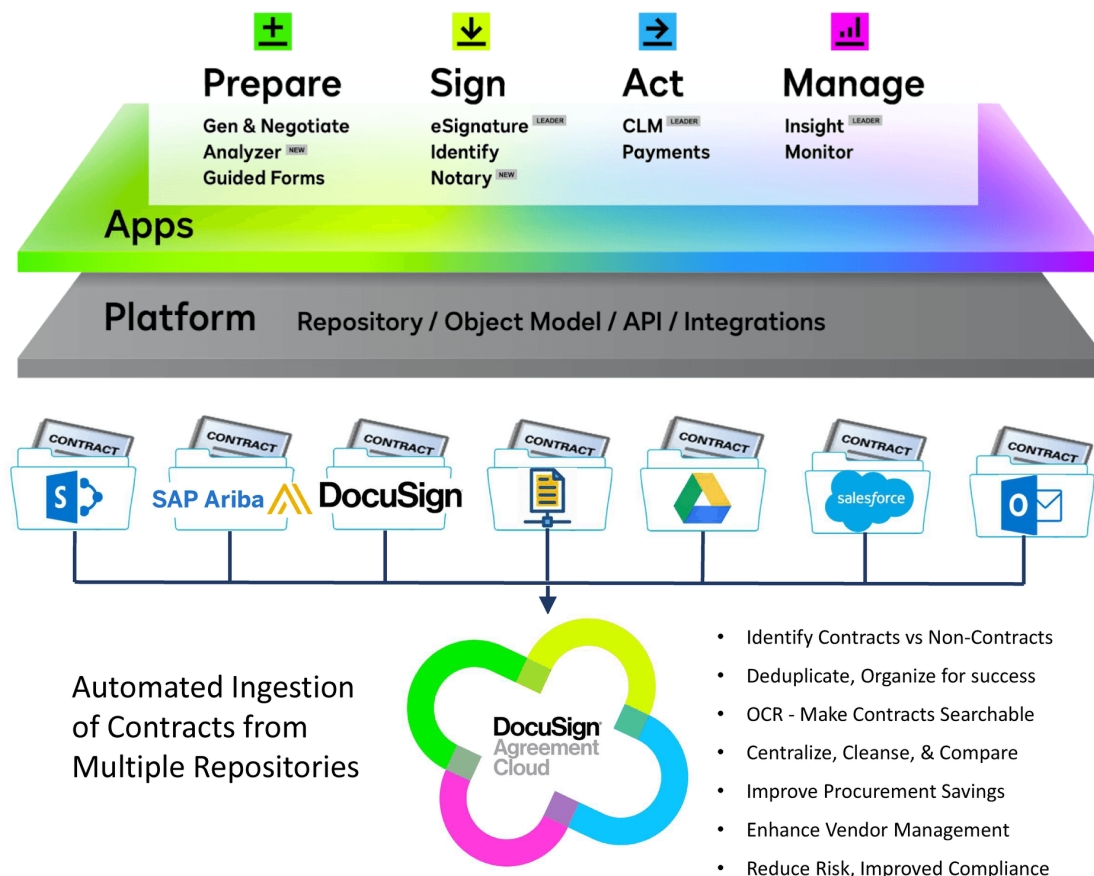 Prepare
Sign
Act
Manage
Gen & Negotiate
Analyzer NEW
Guided Forms
eSignature LEADER
Identify
Notary NEW
CLM LEADER
Payments
Insight LEADER
Monitor
Apps
Platform
Repository / Object Model / API / Integrations
CONTRACT
S
CONTRACT
SAP Ariba
CONTRACT
DocuSign
CONTRACT
CONTRACT
CONTRACT
salesforce
CONTRACT
O
Automated Ingestion
of Contracts from
Multiple Repositories
DocuSign®
Agreement
Cloud
• Identify Contracts vs Non-Contracts
• Deduplicate, Organize for success
• OCR - Make Contracts Searchable
• Centralize, Cleanse, & Compare
• Improve Procurement Savings
• Enhance Vendor Management
• Reduce Risk, Improved Compliance